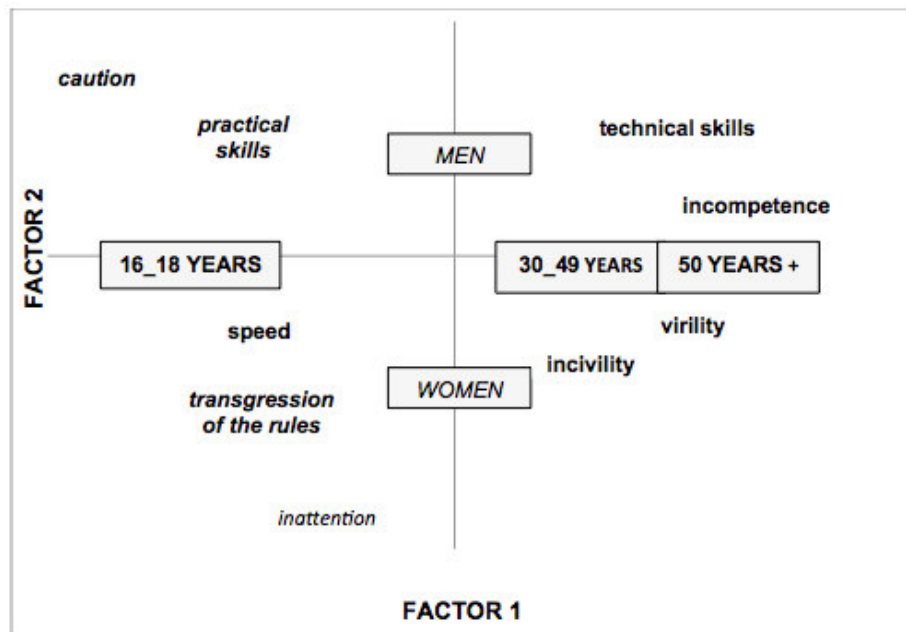 caution
practical
skills
technical skills
MEN
incompetence
FACTOR 2
16_18 YEARS
30_49 YEARS
50 YEARS +
speed
virility
incivility
WOMEN
transgression
of the rules
inattention
FACTOR 1